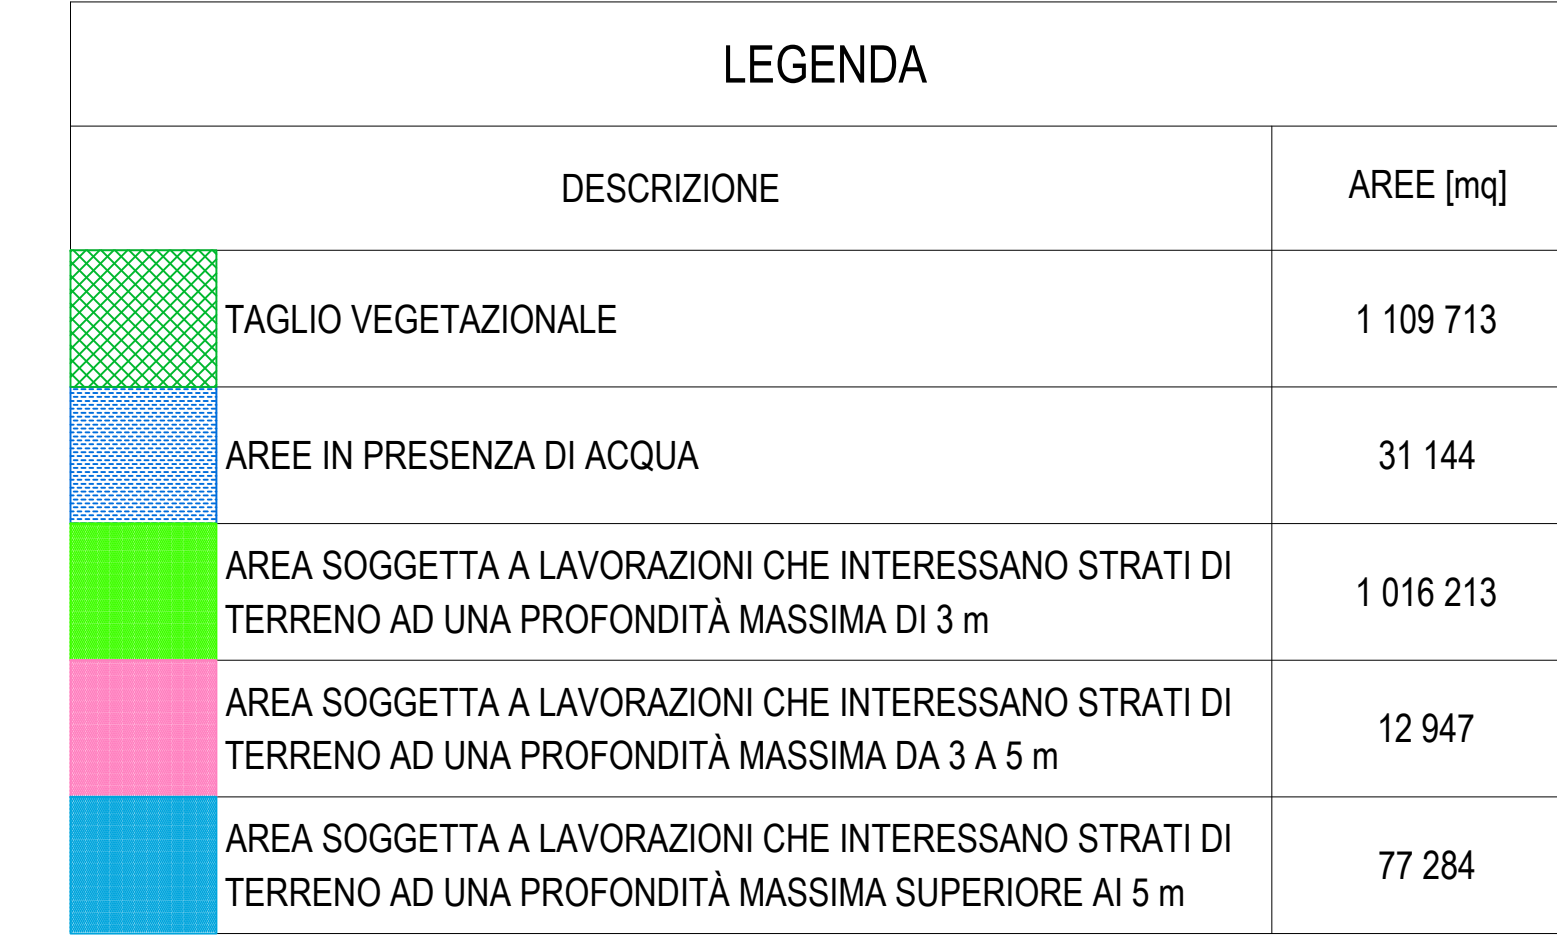 LEGENDA
DESCRIZIONE
AREE [mq]
TAGLIO VEGETAZIONALE
1 109 713
AREE IN PRESENZA DI ACQUA
31 144
AREA SOGGETTA A LAVORAZIONI CHE INTERESSANO STRATI DI
TERRENO AD UNA PROFONDITÀ MASSIMA DI 3 m
1 016 213
AREA SOGGETTA A LAVORAZIONI CHE INTERESSANO STRATI DI
TERRENO AD UNA PROFONDITÀ MASSIMA DA 3 A 5 m
12 947
AREA SOGGETTA A LAVORAZIONI CHE INTERESSANO STRATI DI
TERRENO AD UNA PROFONDITÀ MASSIMA SUPERIORE AI 5 m
77 284